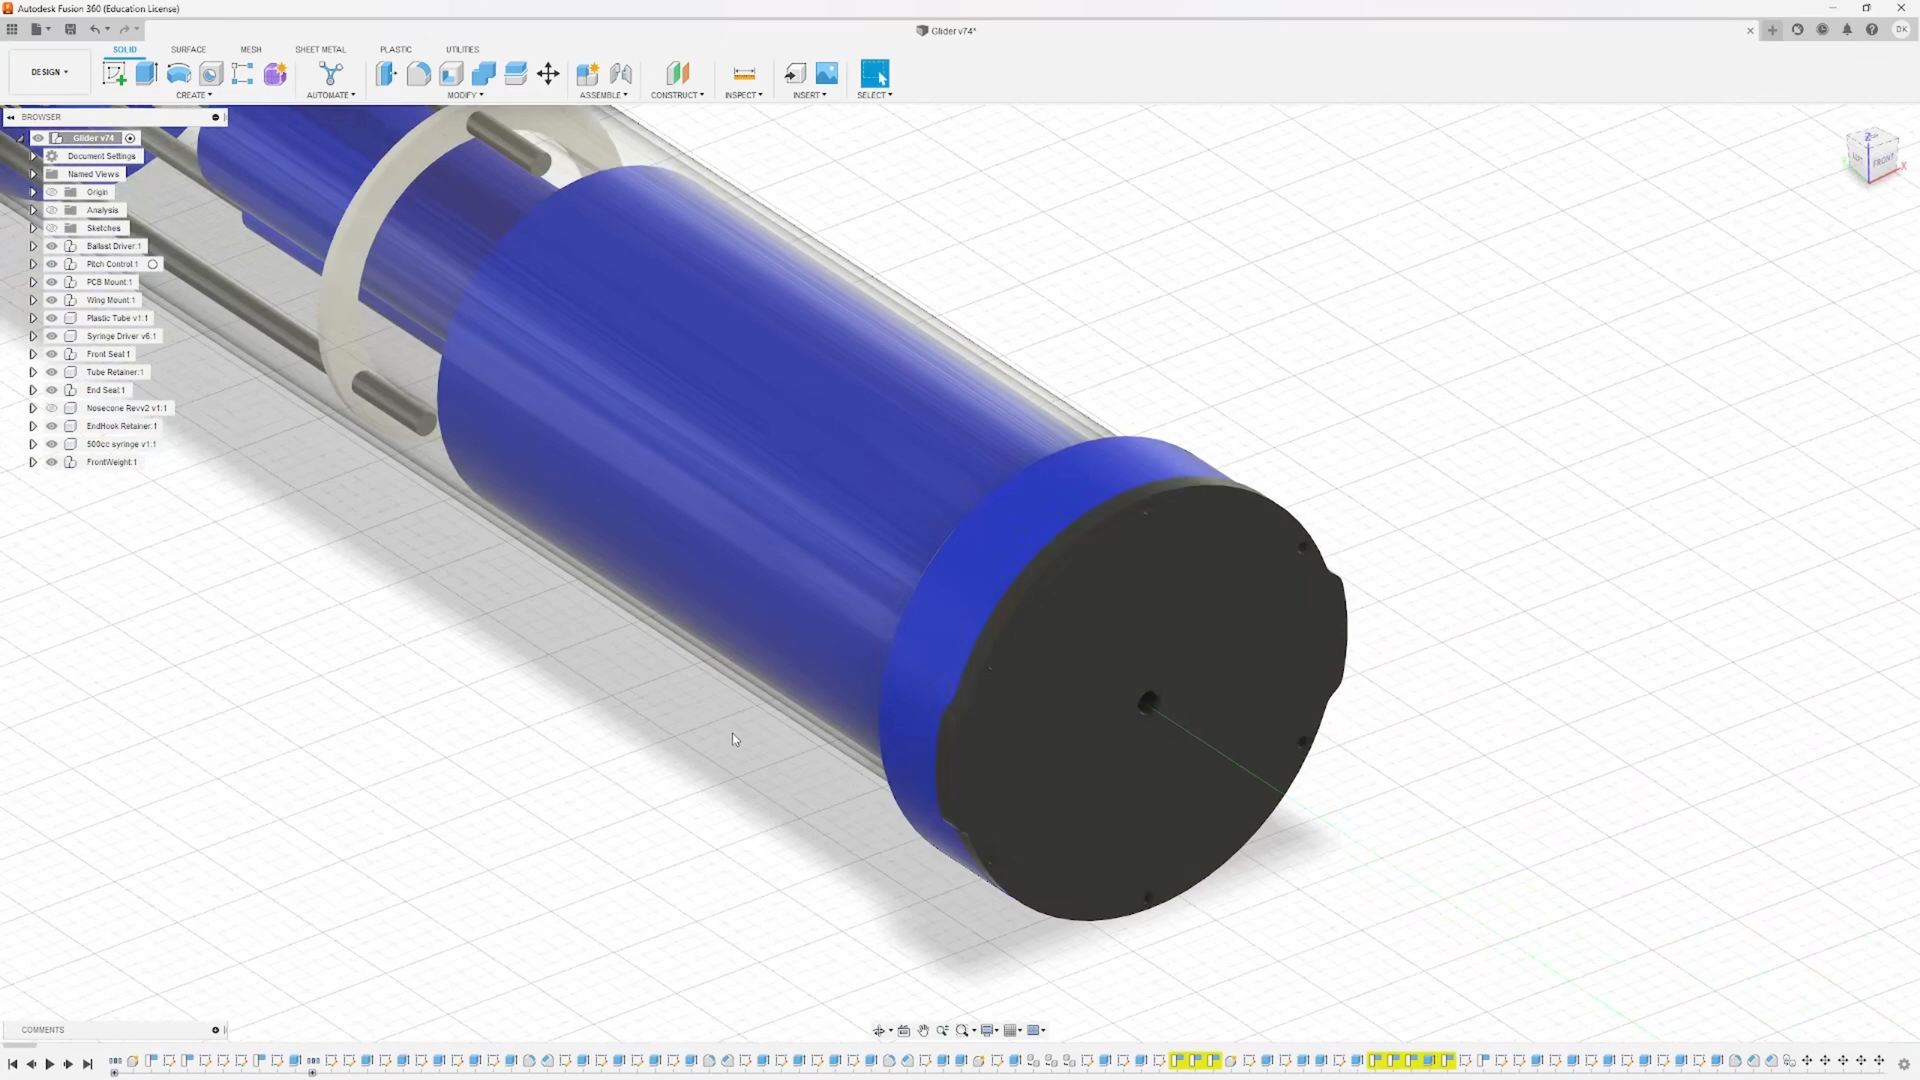 Autodesk Fusion 360 (Education License)
Glider v74*
DK
SOLID SURFACE MESH SHEET METAL PLASTIC UTILITIES
DESIGN
CREATE AUTOMATE MODIFY ASSEMBLE CONSTRUCT INSPECT INSERT SELECT
BROWSER
Glider v74
Document Settings
Named Views
Origin
Analysis
Sketches
Ballast Driver:1
Pitch Control:1
PCB Mount:1
Wing Mount:1
Plastic Tube v1:1
Syringe Driver v6:1
Front Seal:1
Tube Retainer:1
End Seal:1
Nosecone Revv2 v1:1
EndHook Retainer:1
500cc syringe v1:1
FrontWeight:1
Z
FRONT
X
COMMENTS